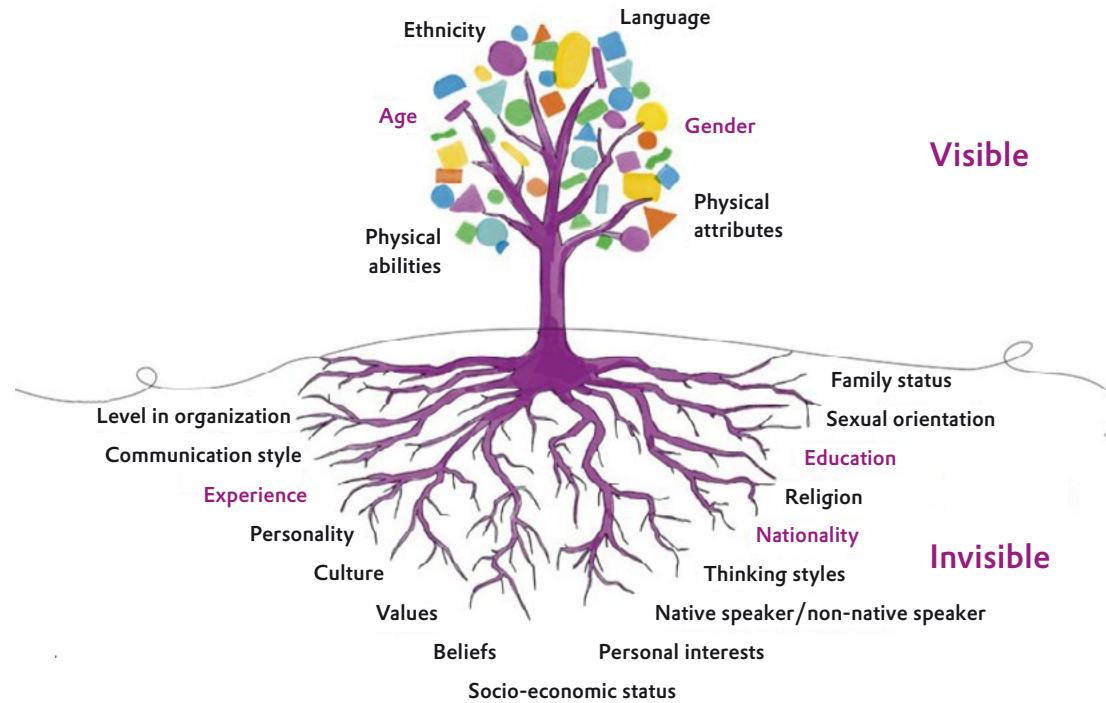 Ethnicity
Language
Age
Gender
Visible
Physical
attributes
Physical
abilities
Family status
Level in organization
Sexual orientation
Communication style
Education
Experience
Religion
Personality
Nationality
Invisible
Culture
Thinking styles
Values
Native speaker/non-native speaker
Beliefs
Personal interests
Socio-economic status